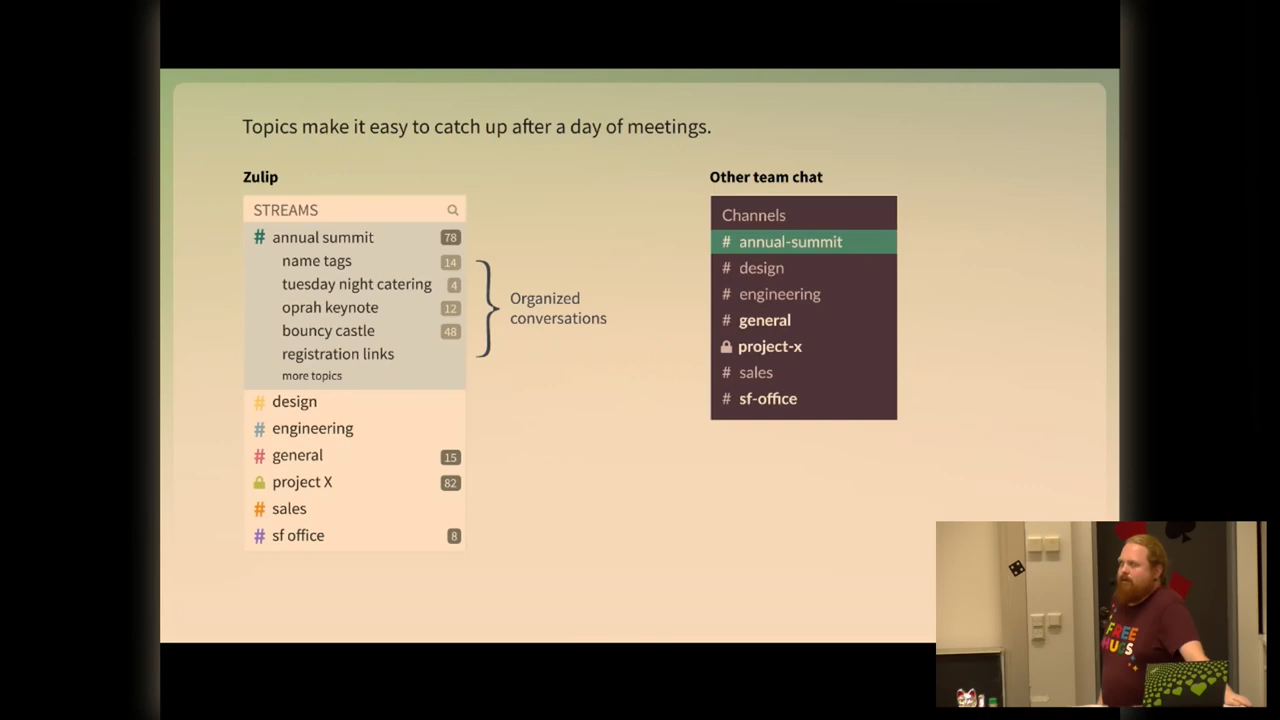 Topics make it easy to catch up after a day of meetings.
Zulip
STREAMS
# annual summit 78
name tags 14
tuesday night catering 4
oprah keynote 12
bouncy castle 48
registration links
more topics
# design
# engineering
# general 15
project X 82
# sales
# sf office 8
Organized
conversations
Other team chat
Channels
# annual-summit
# design
# engineering
# general
project-x
# sales
# sf-office
FREE
HUGS